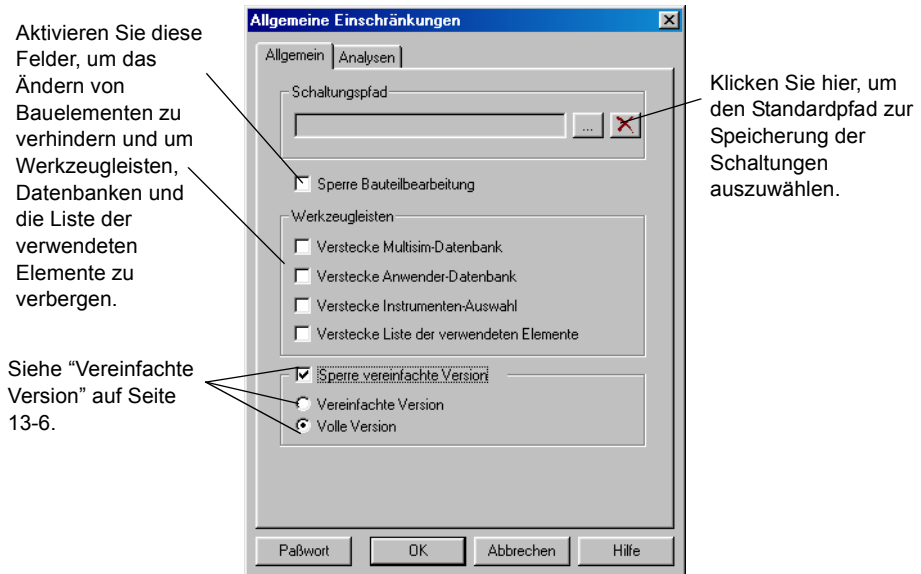 Aktivieren Sie diese
Felder, um das
Ändern von
Bauelementen zu
verhindern und um
Werkzeugleisten,
Datenbanken und
die Liste der
verwendeten
Elemente zu
verbergen.
Siehe “Vereinfachte
Version” auf Seite
13-6.
Allgemeine Einschränkungen
Allgemein
Analysen
Schaltungspfad
...
Sperre Bauteilbearbeitung
Werkzeugleisten
Verstecke Multisim-Datenbank
Verstecke Anwender-Datenbank
Verstecke Instrumenten-Auswahl
Verstecke Liste der verwendeten Elemente
Sperre vereinfachte Version
Vereinfachte Version
Volle Version
Paßwort
OK
Abbrechen
Hilfe
Klicken Sie hier, um
den Standardpfad zur
Speicherung der
Schaltungen
auszuwählen.